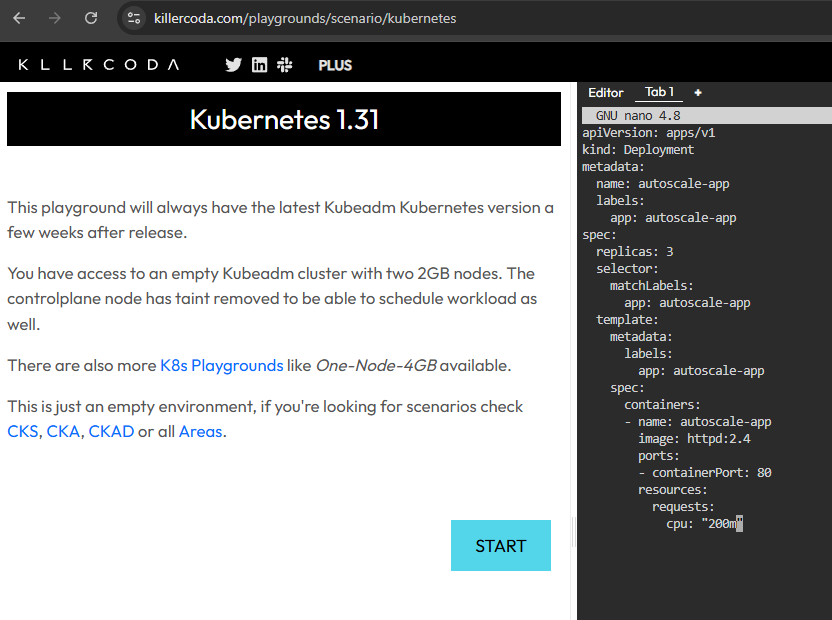 killercoda.com/playgrounds/scenario/kubernetes
KILLERCODA
PLUS
Kubernetes 1.31
This playground will always have the latest Kubeadm Kubernetes version a
few weeks after release.
You have access to an empty Kubeadm cluster with two 2GB nodes. The
controlplane node has taint removed to be able to schedule workload as
well.
There are also more K8s Playgrounds like One-Node-4GB available.
This is just an empty environment, if you're looking for scenarios check
CKS, CKA, CKAD or all Areas.
START
Editor Tab 1 +
GNU nano 4.8
apiVersion: apps/v1
kind: Deployment
metadata:
  name: autoscale-app
  labels:
    app: autoscale-app
spec:
  replicas: 3
  selector:
    matchLabels:
      app: autoscale-app
  template:
    metadata:
      labels:
        app: autoscale-app
    spec:
      containers:
      - name: autoscale-app
        image: httpd:2.4
        ports:
        - containerPort: 80
        resources:
          requests:
            cpu: "200m"